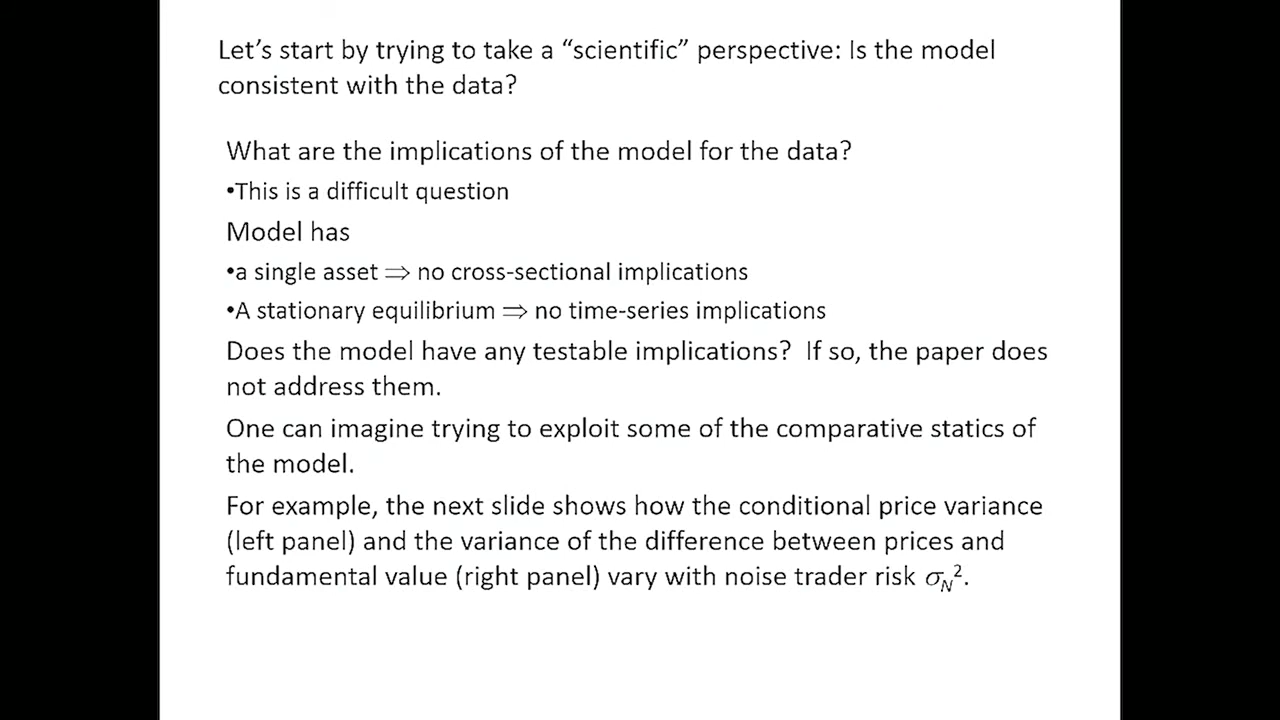 Let’s start by trying to take a “scientific” perspective: Is the model
consistent with the data?
What are the implications of the model for the data?
•This is a difficult question
Model has
•a single asset ⇒ no cross-sectional implications
•A stationary equilibrium ⇒ no time-series implications
Does the model have any testable implications?  If so, the paper does
not address them.
One can imagine trying to exploit some of the comparative statics of
the model.
For example, the next slide shows how the conditional price variance
(left panel) and the variance of the difference between prices and
fundamental value (right panel) vary with noise trader risk σ_N².